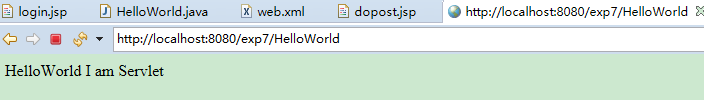 login.jsp HelloWorld.java web.xml dopost.jsp http://localhost:8080/exp7/HelloWorld
http://localhost:8080/exp7/HelloWorld
HelloWorld I am Servlet